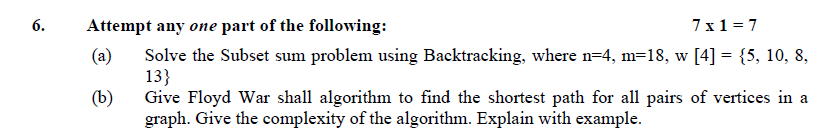 6. Attempt any one part of the following: 7 x 1 = 7
(a) Solve the Subset sum problem using Backtracking, where n=4, m=18, w [4] = {5, 10, 8,
13}
(b) Give Floyd War shall algorithm to find the shortest path for all pairs of vertices in a
graph. Give the complexity of the algorithm. Explain with example.